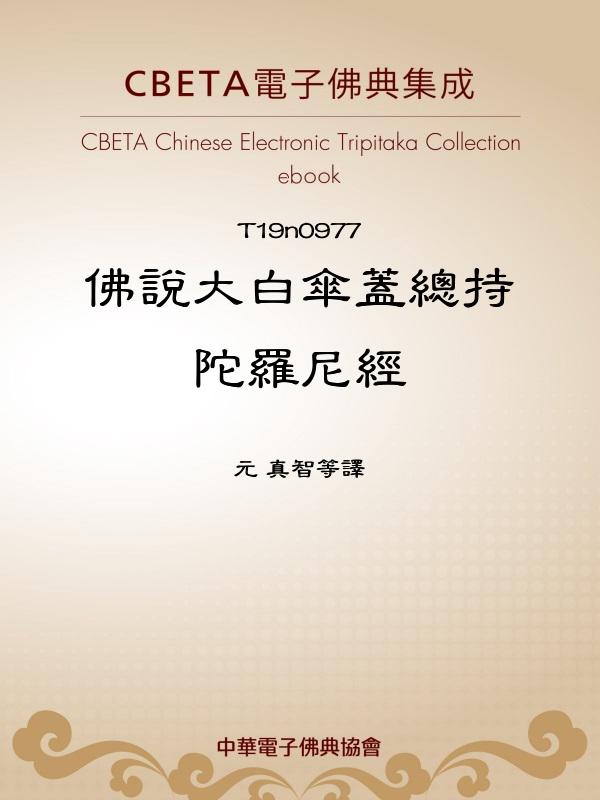 CBETA電子佛典集成
CBETA Chinese Electronic Tripitaka Collection
ebook
T19n0977
佛說大白傘蓋總持
陀羅尼經
元 真智等譯
中華電子佛典協會